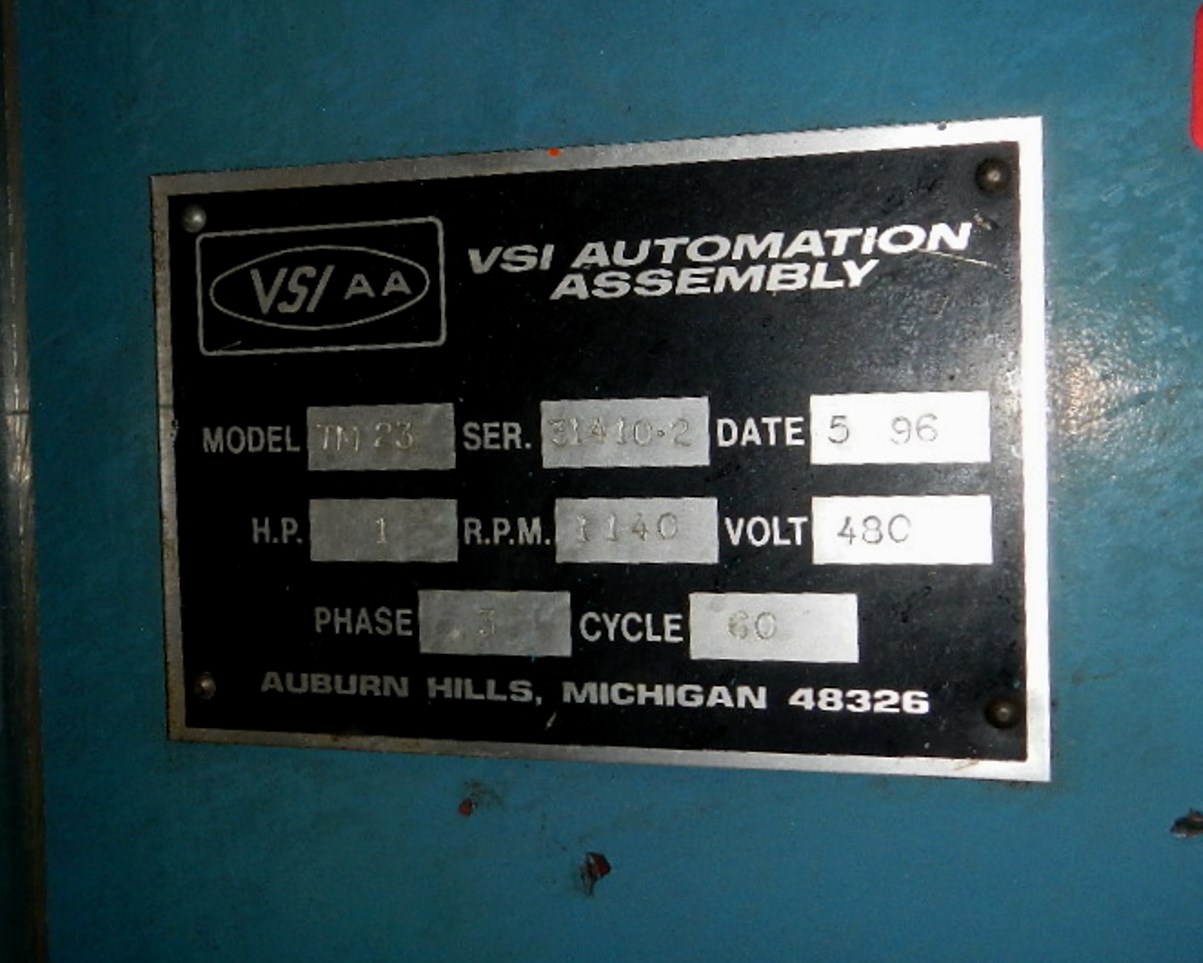 VSI AA
VSI AUTOMATION
ASSEMBLY
MODEL TM 23 SER. 31410-2 DATE 5 96
H.P. 1 R.P.M. 1140 VOLT 480
PHASE 3 CYCLE 60
AUBURN HILLS, MICHIGAN 48326